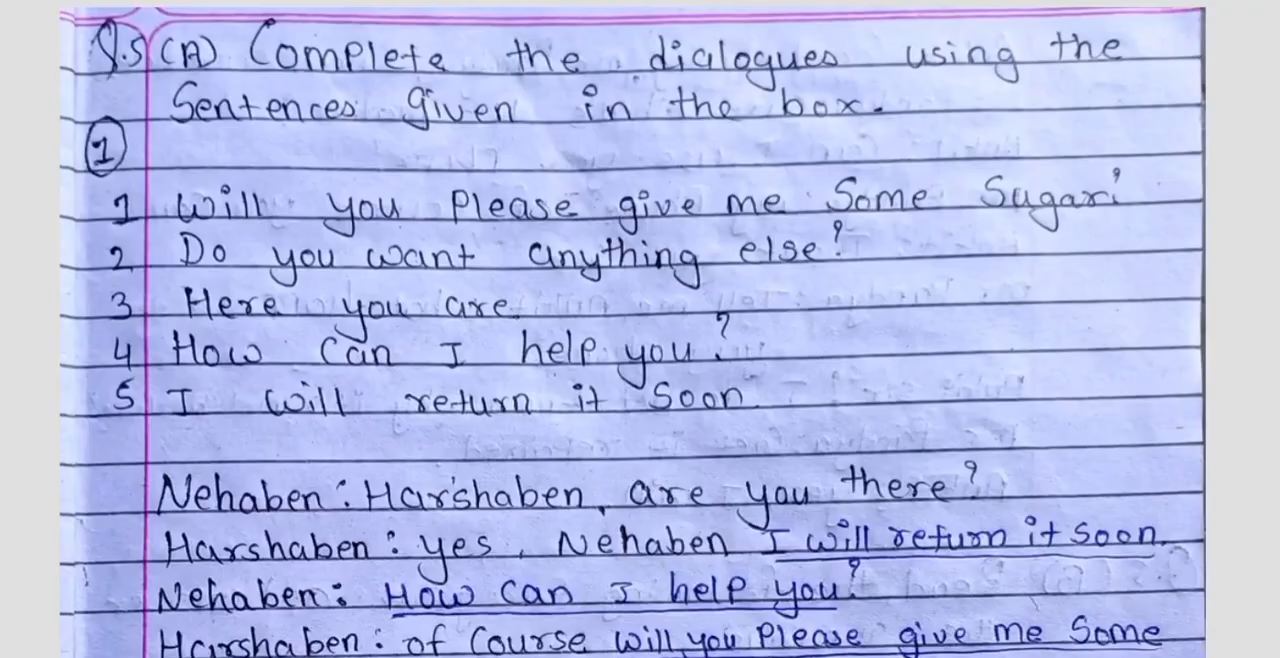 Q.5 (A) Complete the dialogues using the
Sentences given in the box.
1
1 Will you Please give me Some Sugar?
2 Do you want anything else?
3 Here you are.
4 How Can I help you?
5 I will return it Soon
Nehaben : Harshaben, are you there?
Harshaben : yes, Nehaben I will return it Soon.
Nehaben : How Can I help you?
Harshaben : of Course will you Please give me Some